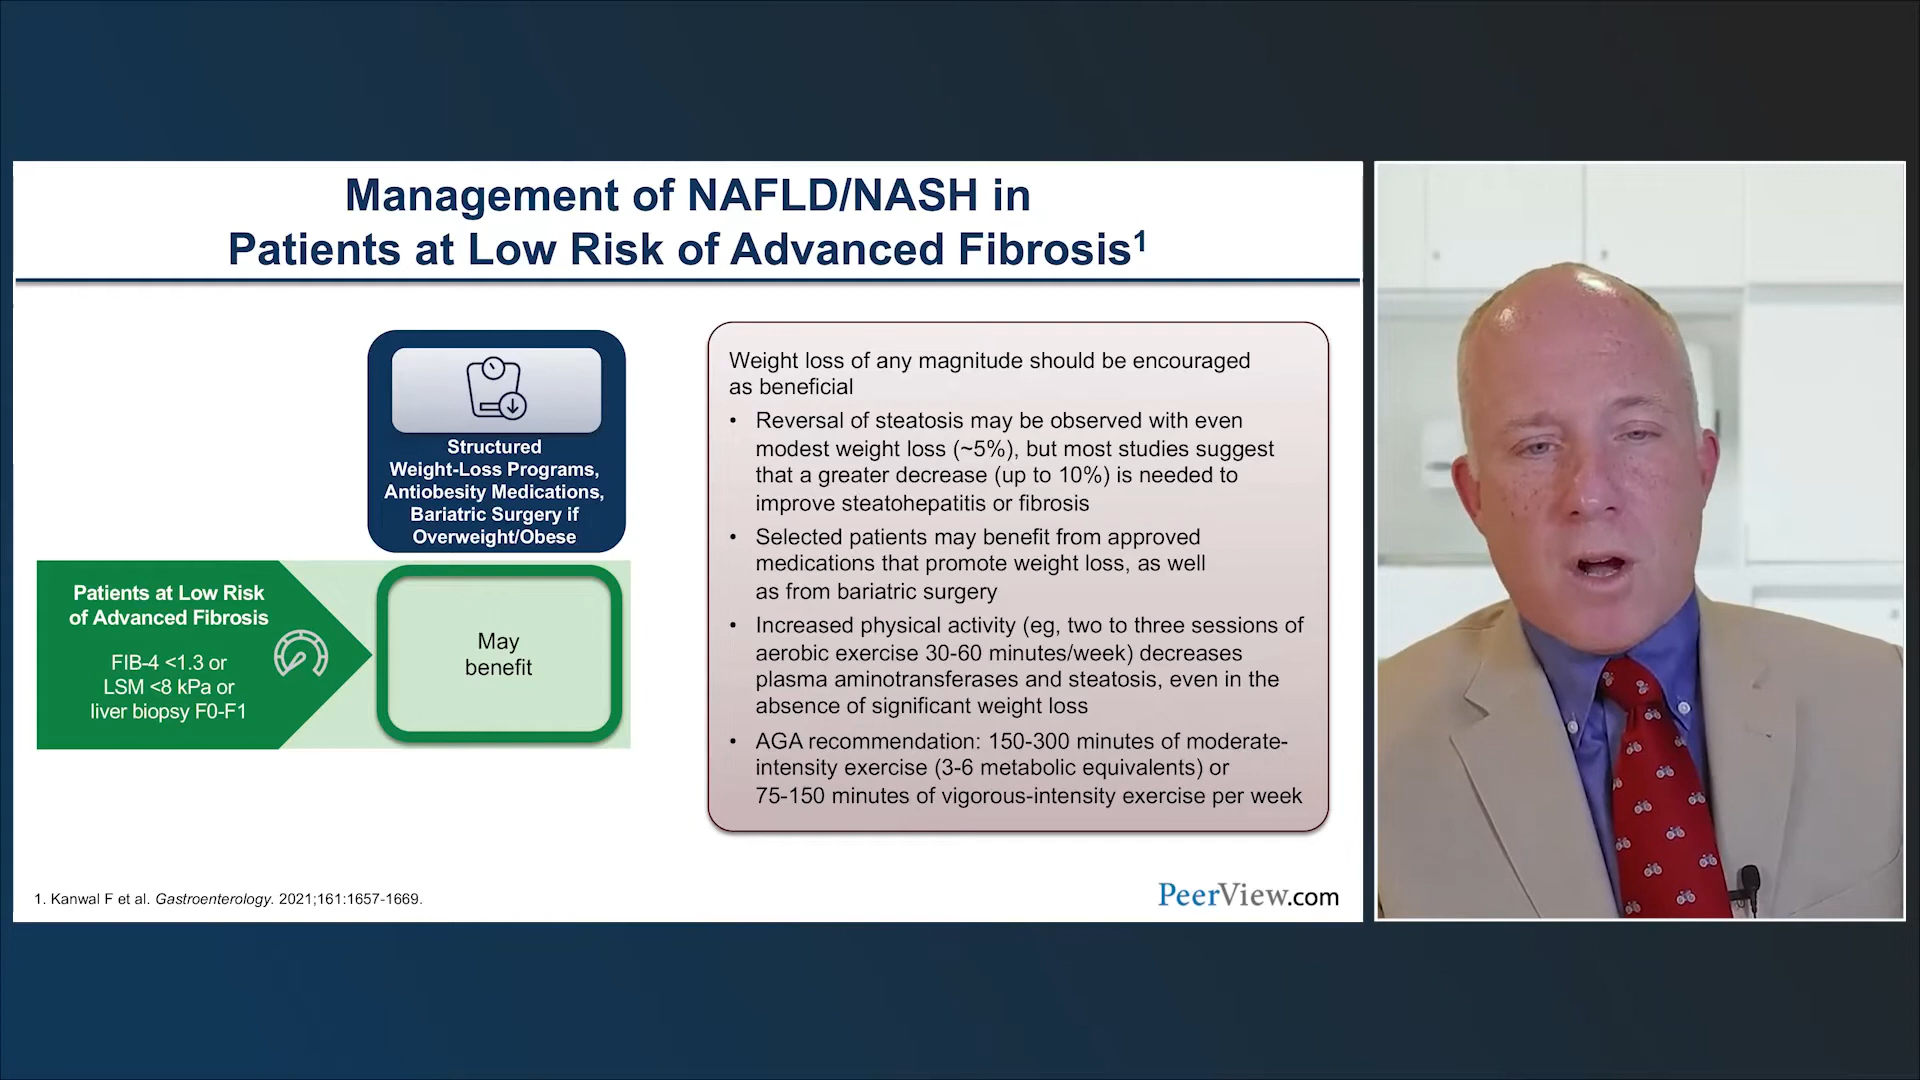 Management of NAFLD/NASH in
Patients at Low Risk of Advanced Fibrosis1
Structured
Weight-Loss Programs,
Antiobesity Medications,
Bariatric Surgery if
Overweight/Obese
Patients at Low Risk
of Advanced Fibrosis
FIB-4 <1.3 or
LSM <8 kPa or
liver biopsy F0-F1
May
benefit
Weight loss of any magnitude should be encouraged
as beneficial
• Reversal of steatosis may be observed with even
modest weight loss (~5%), but most studies suggest
that a greater decrease (up to 10%) is needed to
improve steatohepatitis or fibrosis
• Selected patients may benefit from approved
medications that promote weight loss, as well
as from bariatric surgery
• Increased physical activity (eg, two to three sessions of
aerobic exercise 30-60 minutes/week) decreases
plasma aminotransferases and steatosis, even in the
absence of significant weight loss
• AGA recommendation: 150-300 minutes of moderate-
intensity exercise (3-6 metabolic equivalents) or
75-150 minutes of vigorous-intensity exercise per week
1. Kanwal F et al. Gastroenterology. 2021;161:1657-1669.
PeerView.com